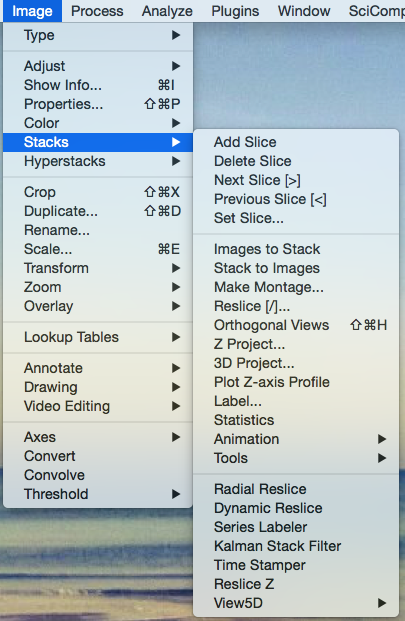 Image Process Analyze Plugins Window SciComp
Type ▶
Adjust ▶
Show Info... ⌘I
Properties... ⇧⌘P
Color ▶
Stacks ▶
Hyperstacks ▶
Crop ⇧⌘X
Duplicate... ⇧⌘D
Rename...
Scale... ⌘E
Transform ▶
Zoom ▶
Overlay ▶
Lookup Tables ▶
Annotate ▶
Drawing ▶
Video Editing ▶
Axes ▶
Convert
Convolve
Threshold ▶
Add Slice
Delete Slice
Next Slice [>]
Previous Slice [<]
Set Slice...
Images to Stack
Stack to Images
Make Montage...
Reslice [/]...
Orthogonal Views ⇧⌘H
Z Project...
3D Project...
Plot Z-axis Profile
Label...
Statistics
Animation ▶
Tools ▶
Radial Reslice
Dynamic Reslice
Series Labeler
Kalman Stack Filter
Time Stamper
Reslice Z
View5D ▶